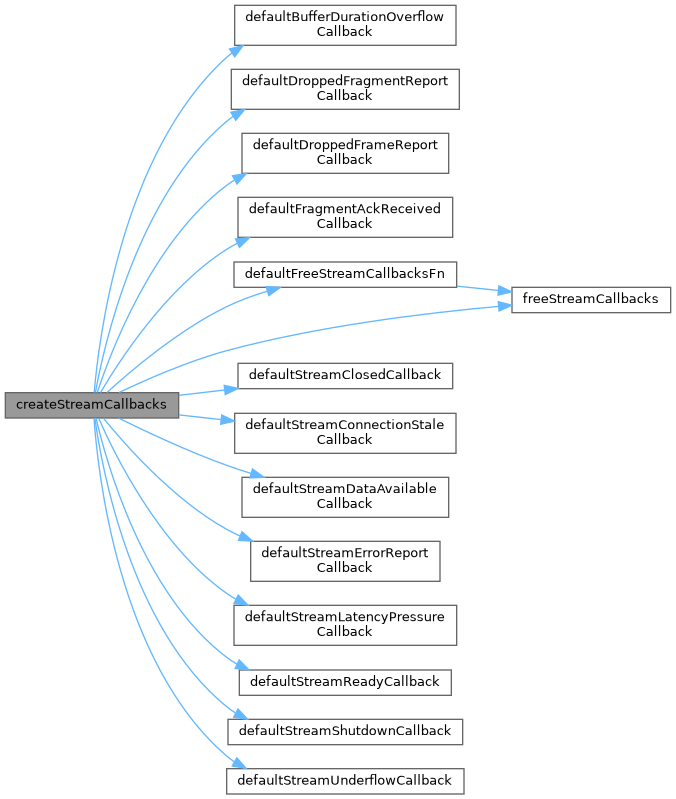 defaultBufferDurationOverflow
Callback
defaultDroppedFragmentReport
Callback
defaultDroppedFrameReport
Callback
defaultFragmentAckReceived
Callback
defaultFreeStreamCallbacksFn
freeStreamCallbacks
defaultStreamClosedCallback
createStreamCallbacks
defaultStreamConnectionStale
Callback
defaultStreamDataAvailable
Callback
defaultStreamErrorReport
Callback
defaultStreamLatencyPressure
Callback
defaultStreamReadyCallback
defaultStreamShutdownCallback
defaultStreamUnderflowCallback